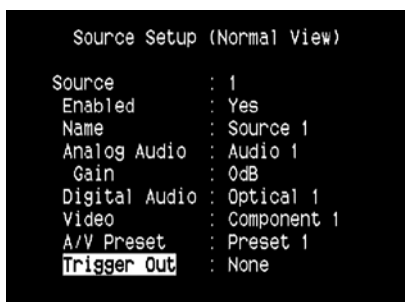 Source Setup (Normal View)
Source : 1
Enabled : Yes
Name : Source 1
Analog Audio : Audio 1
Gain : 0dB
Digital Audio : Optical 1
Video : Component 1
A/V Preset : Preset 1
Trigger Out : None